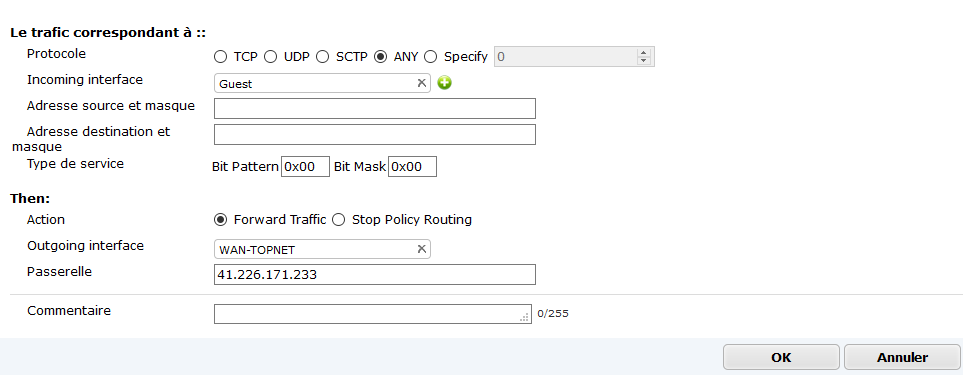 Le trafic correspondant à ::
Protocole TCP UDP SCTP ANY Specify 0
Incoming interface Guest
Adresse source et masque
Adresse destination et
masque
Type de service Bit Pattern 0x00 Bit Mask 0x00
Then:
Action Forward Traffic Stop Policy Routing
Outgoing interface WAN-TOPNET
Passerelle 41.226.171.233
Commentaire 0/255
OK Annuler